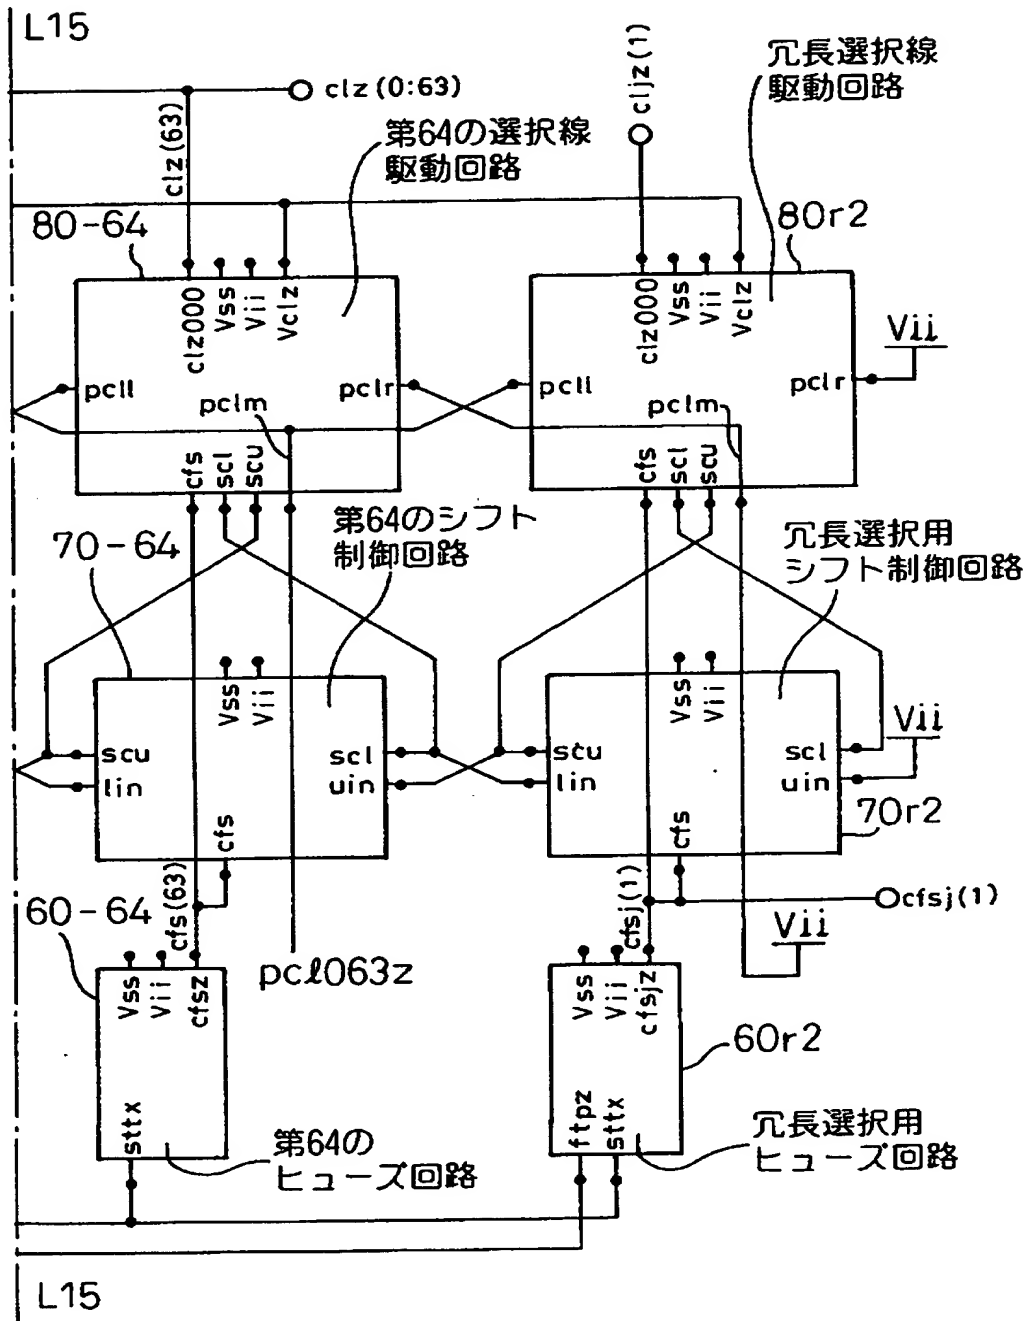 L15
clz(0:63)
cljz(1)
冗長選択線
駆動回路
clz(63)
第64の選択線
駆動回路
80-64
80r2
clz000
Vss
Vii
Vclz
clz000
Vss
Vii
Vclz
Vii
pcll
pclr
pcll
pclr
pclm
pclm
cfs
scl
scu
cfs
scl
scu
70-64
第64のシフト
制御回路
冗長選択用
シフト制御回路
Vss
Vii
Vss
Vii
Vii
scu
scl
scu
scl
lin
uin
lin
uin
cfs
cfs
70r2
60-64
cfs(63)
cfsj(1)
cfsj(1)
Vii
pcl063z
Vss
Vii
cfsz
Vss
Vii
cfsjz
60r2
sttx
ftpz
sttx
第64の
ヒューズ回路
冗長選択用
ヒューズ回路
L15